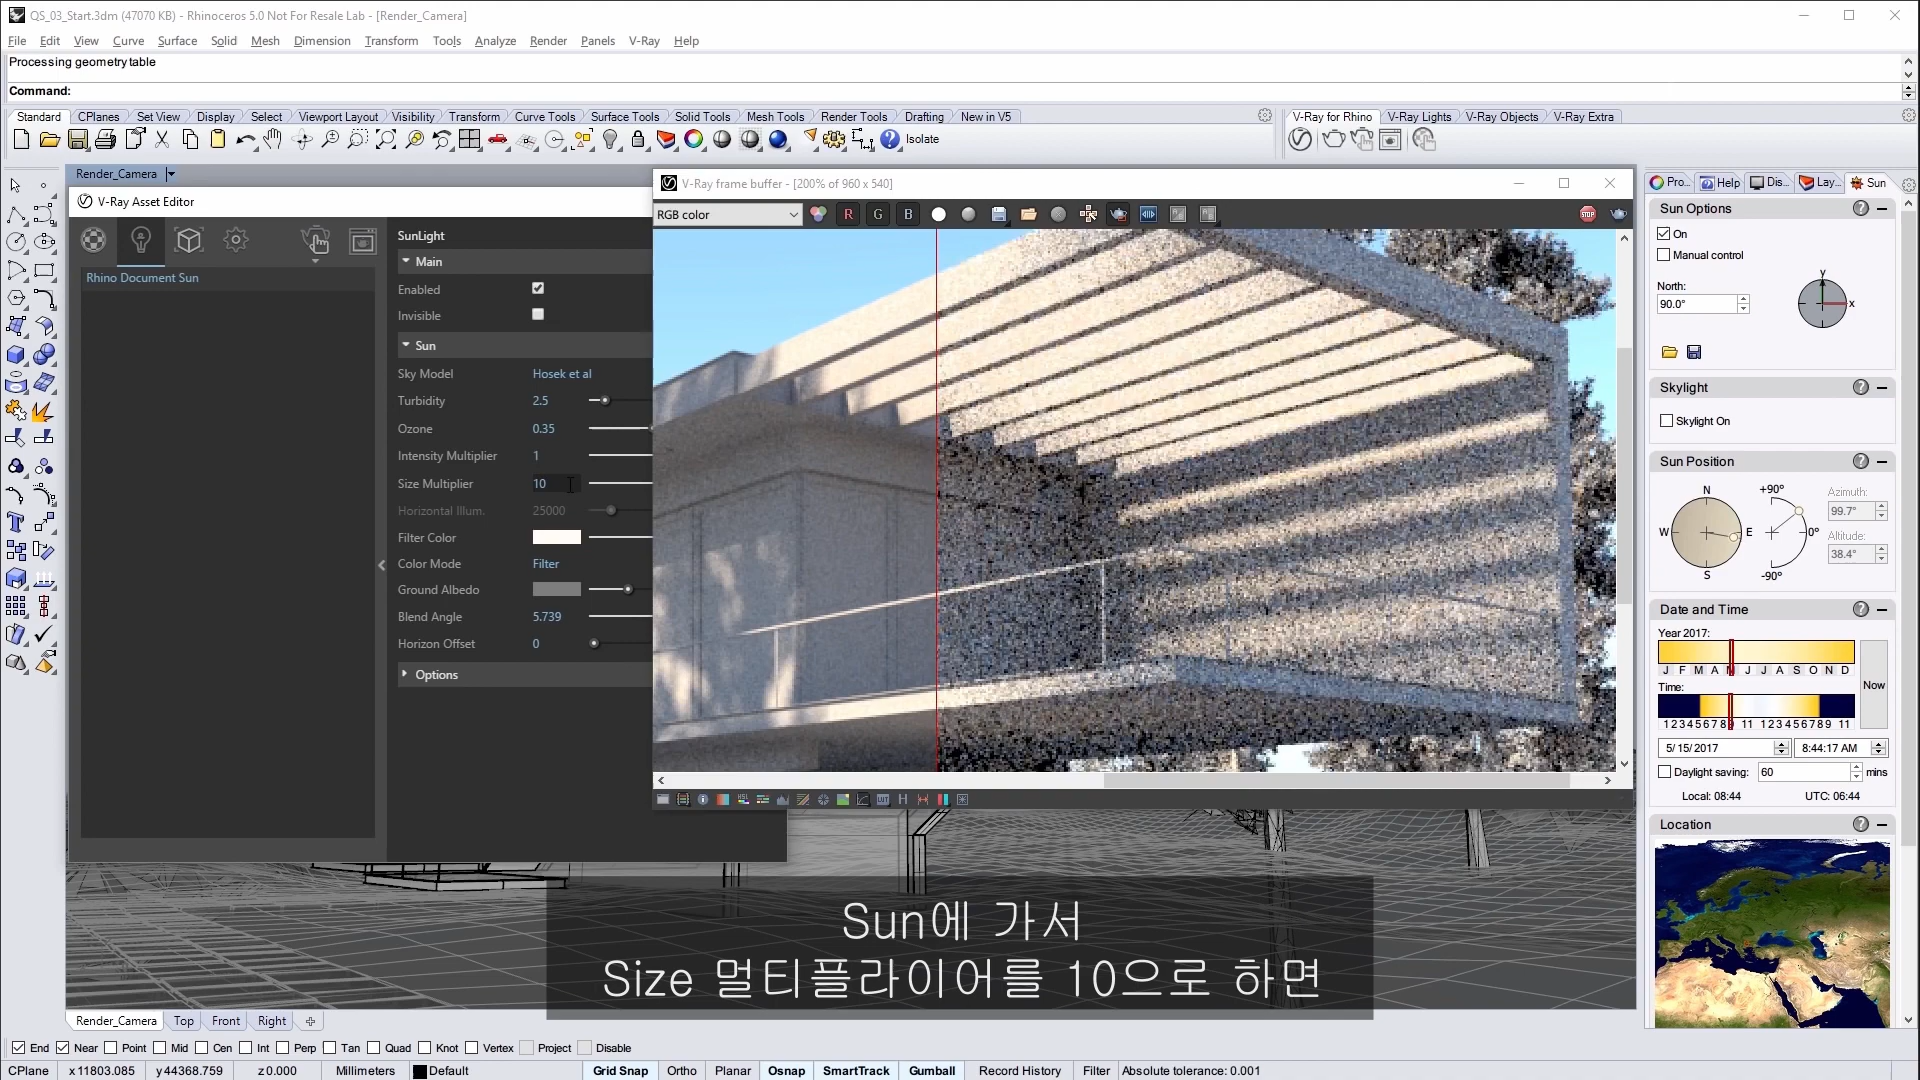 QS_03_Start.3dm (47070 KB) - Rhinoceros 5.0 Not For Resale Lab - [Render_Camera]
File Edit View Curve Surface Solid Mesh Dimension Transform Tools Analyze Render Panels V-Ray Help
Processing geometry table
Command:
Standard CPlanes Set View Display Select Viewport Layout Visibility Transform Curve Tools Surface Tools Solid Tools Mesh Tools Render Tools Drafting New in V5
V-Ray for Rhino V-Ray Lights V-Ray Objects V-Ray Extra
Isolate
Render_Camera
V-Ray Asset Editor
Rhino Document Sun
SunLight
Main
Enabled
Invisible
Sun
Sky Model Hosek et al
Turbidity 2.5
Ozone 0.35
Intensity Multiplier 1
Size Multiplier 10
Horizontal Illum. 25000
Filter Color
Color Mode Filter
Ground Albedo
Blend Angle 5.739
Horizon Offset 0
Options
V-Ray frame buffer - [200% of 960 x 540]
RGB color R G B
STOP
Pro... Help Dis... Lay... Sun
Sun Options
On
Manual control
North:
90.0°
y
x
Skylight
Skylight On
Sun Position
N
W E
S
+90°
0°
-90°
Azimuth:
99.7°
Altitude:
38.4°
Date and Time
Year 2017:
J F M A M J J A S O N D
Time:
Now
5/15/2017 8:44:17 AM
Daylight saving: 60 mins
Local: 08:44 UTC: 06:44
Location
Sun에 가서
Size 멀티플라이어를 10으로 하면
Render_Camera Top Front Right
End Near Point Mid Cen Int Perp Tan Quad Knot Vertex Project Disable
CPlane x 11803.085 y 44368.759 z 0.000 Millimeters Default Grid Snap Ortho Planar Osnap SmartTrack Gumball Record History Filter Absolute tolerance: 0.001